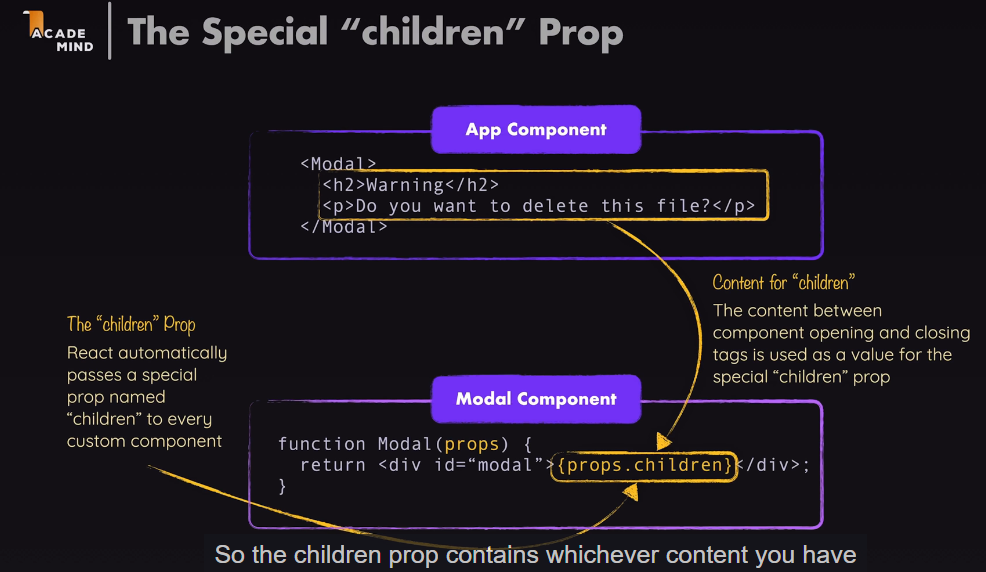 ACADE
MIND
The Special “children” Prop
App Component
<Modal>
<h2>Warning</h2>
<p>Do you want to delete this file?</p>
</Modal>
Content for “children”
The content between
component opening and closing
tags is used as a value for the
special “children” prop
The “children” Prop
React automatically
passes a special
prop named
“children” to every
custom component
Modal Component
function Modal(props) {
return <div id=“modal”>{props.children}</div>;
}
So the children prop contains whichever content you have